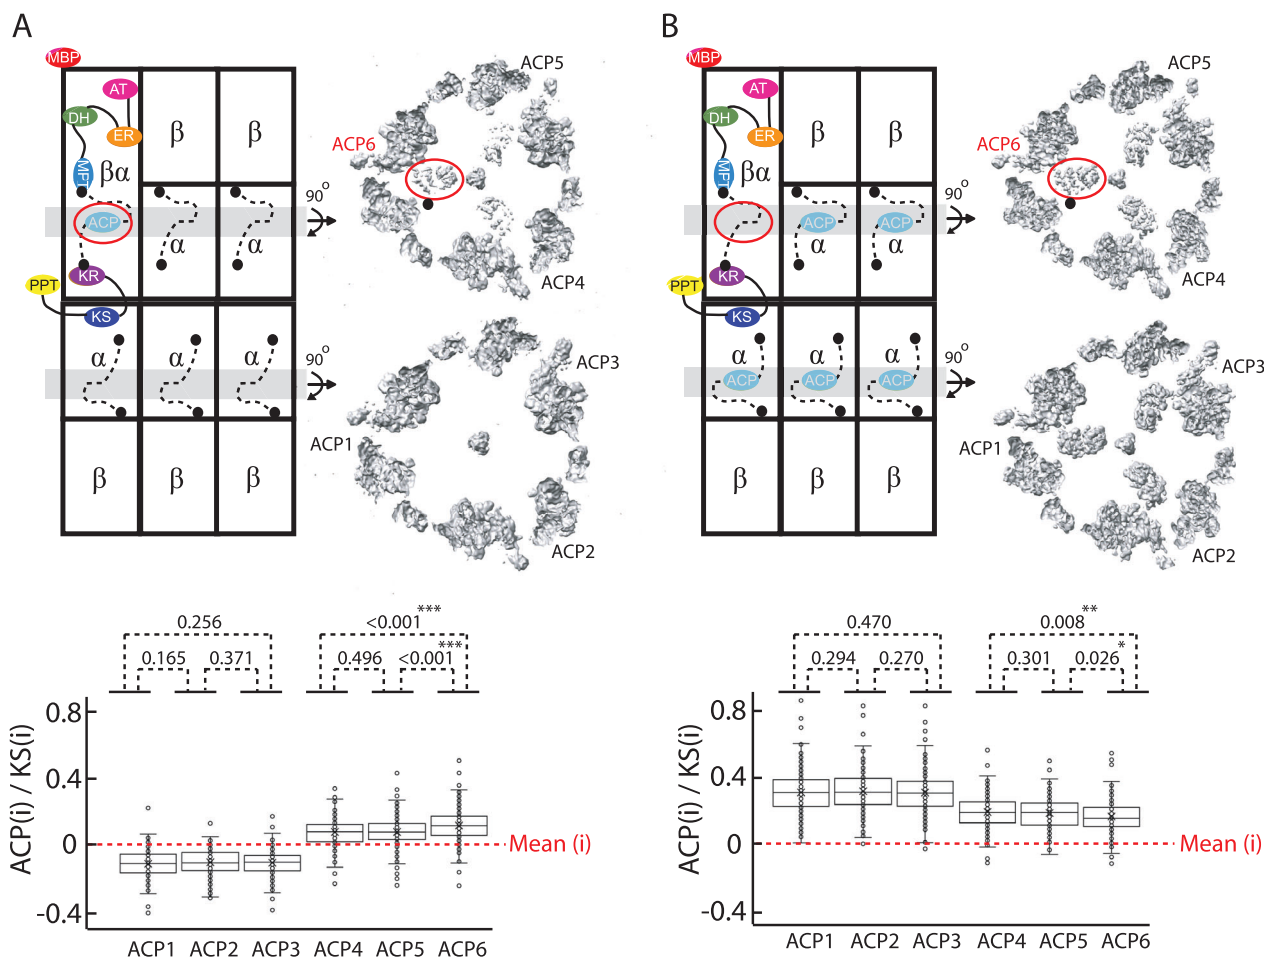 A
MBP
AT
DH
ER
MPT
β
β
βα
ACP
α
α
KR
PPT
KS
α
α
α
β
β
β
90°
90°
ACP5
ACP6
ACP4
ACP3
ACP1
ACP2
B
MBP
AT
DH
ER
MPT
β
β
βα
ACP
ACP
α
α
KR
PPT
KS
α
α
α
ACP
ACP
ACP
β
β
β
90°
90°
ACP5
ACP6
ACP4
ACP3
ACP1
ACP2
0.256
<0.001***
0.165
0.371
0.496
<0.001***
ACP(i) / KS(i)
0.8
0.4
0
-0.4
Mean (i)
ACP1 ACP2 ACP3 ACP4 ACP5 ACP6
0.470
0.008**
0.294
0.270
0.301
0.026*
ACP(i) / KS(i)
0.8
0.4
0
-0.4
Mean (i)
ACP1 ACP2 ACP3 ACP4 ACP5 ACP6